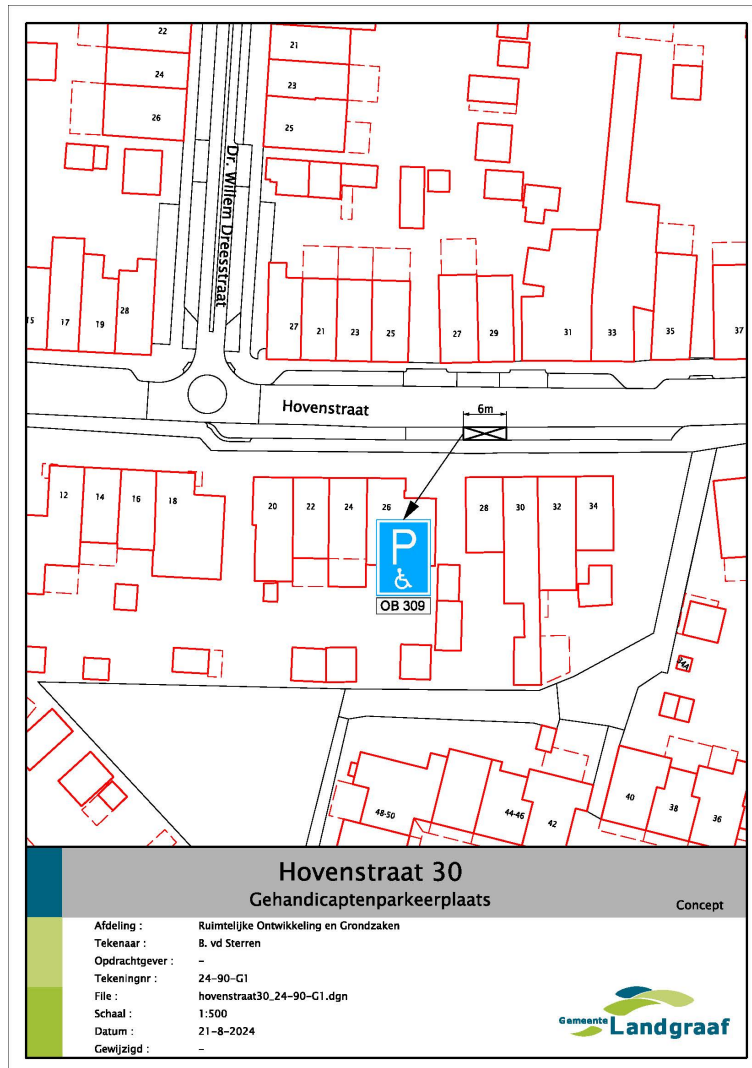 22
24
26
21
23
25
Dr. Willem Dreesstraat
15
17
19
28
27
21
23
25
27
29
31
33
35
37
Hovenstraat
6m
12
14
16
18
20
22
24
26
28
30
32
34
P
OB 309
34A
48-50
44-46
42
40
38
36
Hovenstraat 30
Gehandicaptenparkeerplaats
Concept
Afdeling : Ruimtelijke Ontwikkeling en Grondzaken
Tekenaar : B. vd Sterren
Opdrachtgever : -
Tekeningnr : 24-90-G1
File : hovenstraat30_24-90-G1.dgn
Schaal : 1:500
Datum : 21-8-2024
Gewijzigd : -
Gemeente Landgraaf